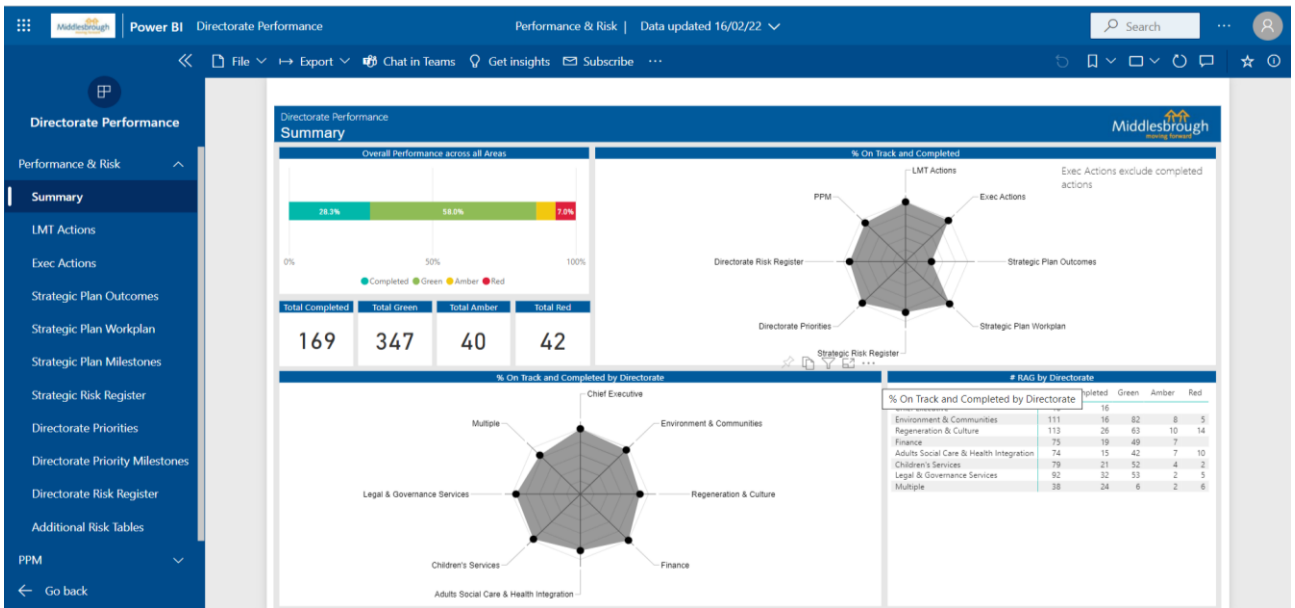 Middlesbrough
moving forward
Power BI Directorate Performance
Performance & Risk | Data updated 16/02/22
Search
File Export Chat in Teams Get insights Subscribe ...
Directorate Performance
Performance & Risk
Summary
LMT Actions
Exec Actions
Strategic Plan Outcomes
Strategic Plan Workplan
Strategic Plan Milestones
Strategic Risk Register
Directorate Priorities
Directorate Priority Milestones
Directorate Risk Register
Additional Risk Tables
PPM
Go back
Directorate Performance
Summary
Middlesbrough
moving forward
Overall Performance across all Areas
28.3% 58.0% 7.0%
0% 50% 100%
Completed Green Amber Red
Total Completed Total Green Total Amber Total Red
169 347 40 42
% On Track and Completed
Exec Actions exclude completed
actions
LMT Actions
Exec Actions
Strategic Plan Outcomes
Strategic Plan Workplan
Strategic Risk Register
Directorate Priorities
Directorate Risk Register
PPM
% On Track and Completed by Directorate
Chief Executive
Environment & Communities
Regeneration & Culture
Finance
Adults Social Care & Health Integration
Children's Services
Legal & Governance Services
Multiple
# RAG by Directorate
% On Track and Completed by Directorate
Green Amber Red
16
Environment & Communities 111 16 82 8 5
Regeneration & Culture 113 26 63 10 14
Finance 75 19 49 7
Adults Social Care & Health Integration 74 15 42 7 10
Children's Services 79 21 52 4 2
Legal & Governance Services 92 32 53 2 5
Multiple 38 24 6 2 6